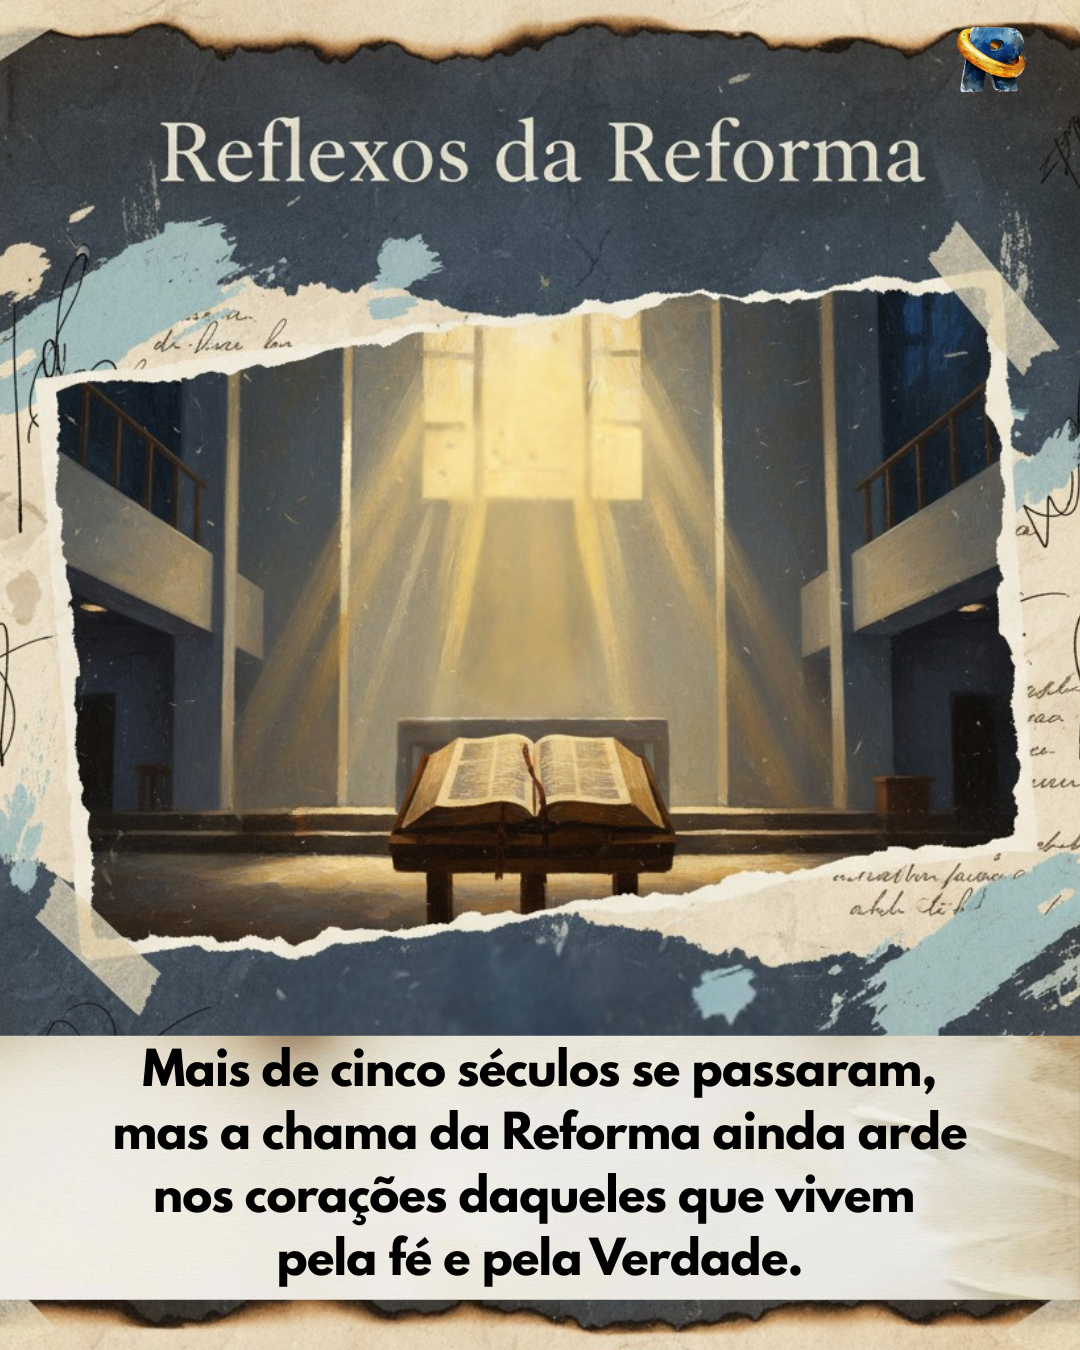 Reflexos da Reforma
Mais de cinco séculos se passaram,
mas a chama da Reforma ainda arde
nos corações daqueles que vivem
pela fé e pela Verdade.